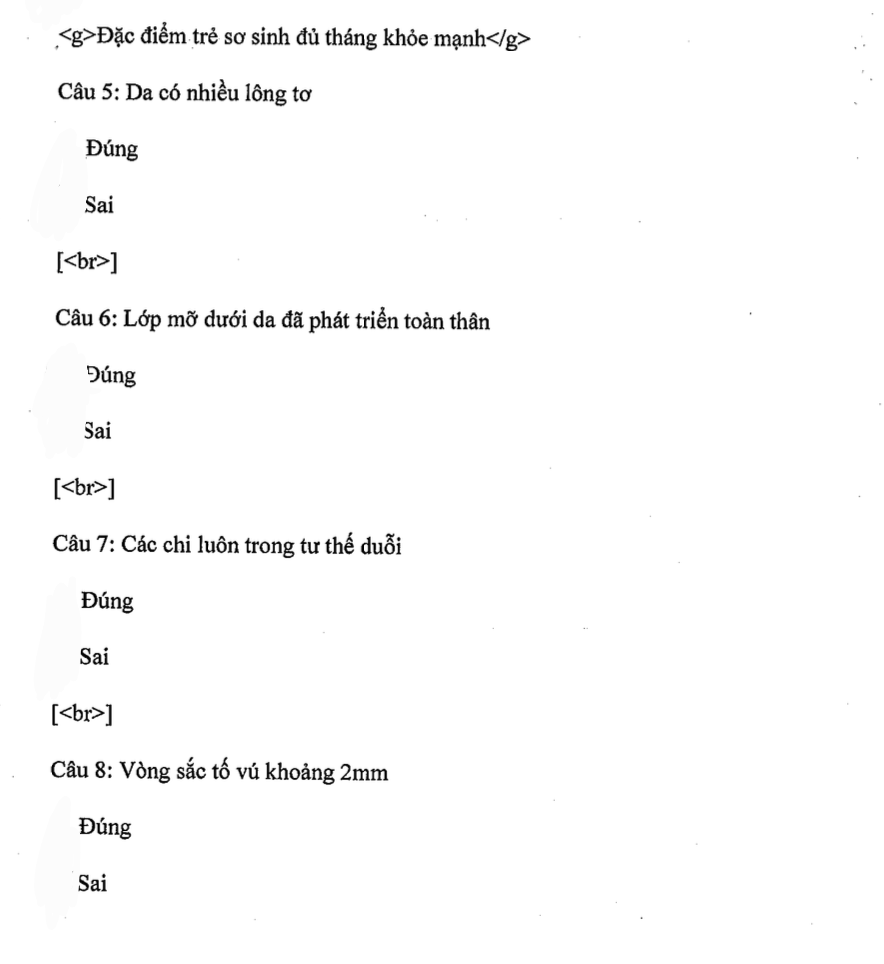 <g>Đặc điểm trẻ sơ sinh đủ tháng khỏe mạnh</g>
Câu 5: Da có nhiều lông tơ
Đúng
Sai
[<br>]
Câu 6: Lớp mỡ dưới da đã phát triển toàn thân
Đúng
Sai
[<br>]
Câu 7: Các chi luôn trong tư thế duỗi
Đúng
Sai
[<br>]
Câu 8: Vòng sắc tố vú khoảng 2mm
Đúng
Sai